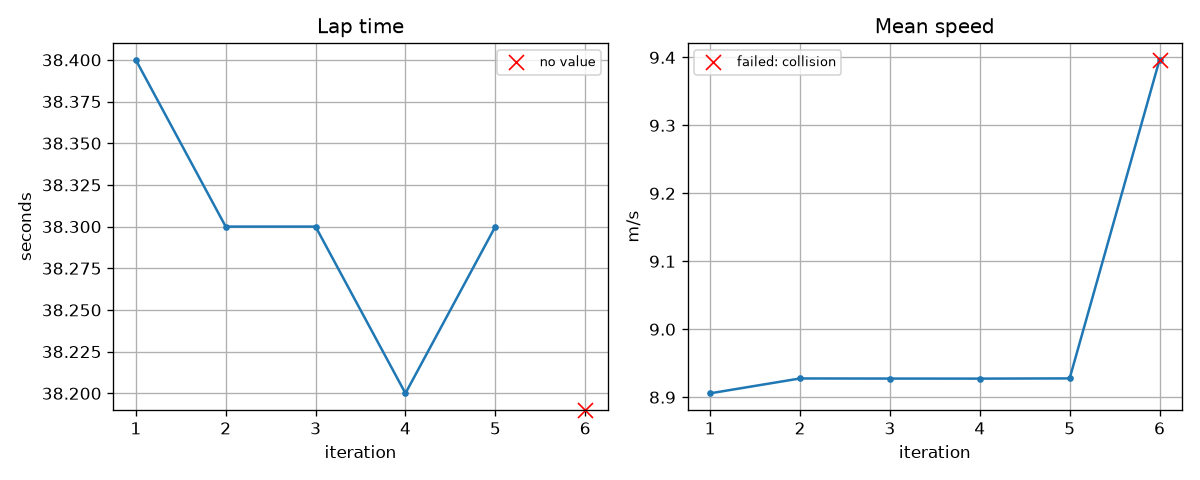 Lap time
no value
38.400
38.375
38.350
38.325
38.300
38.275
38.250
38.225
38.200
seconds
1 2 3 4 5 6
iteration
Mean speed
failed: collision
9.4
9.3
9.2
9.1
9.0
8.9
m/s
1 2 3 4 5 6
iteration